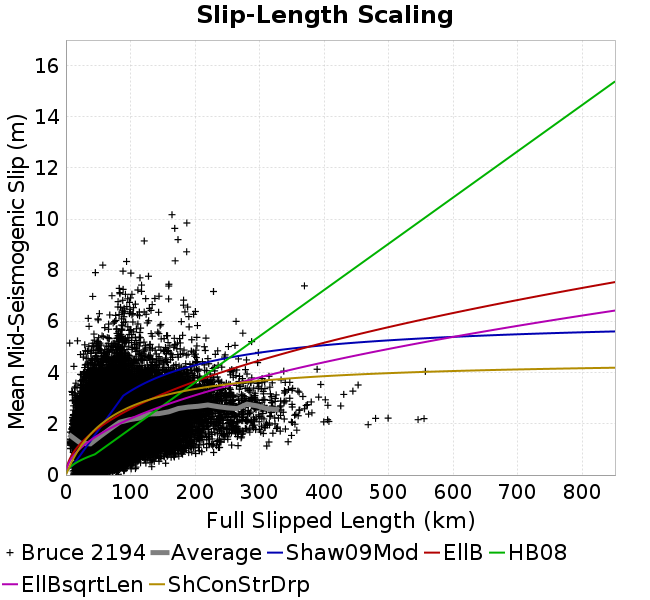 Slip-Length Scaling
Mean Mid-Seismogenic Slip (m)
16
14
12
10
8
6
4
2
0
0 100 200 300 400 500 600 700 800
Full Slipped Length (km)
Bruce 2194 Average Shaw09Mod EllB HB08
EllBsqrtLen ShConStrDrp